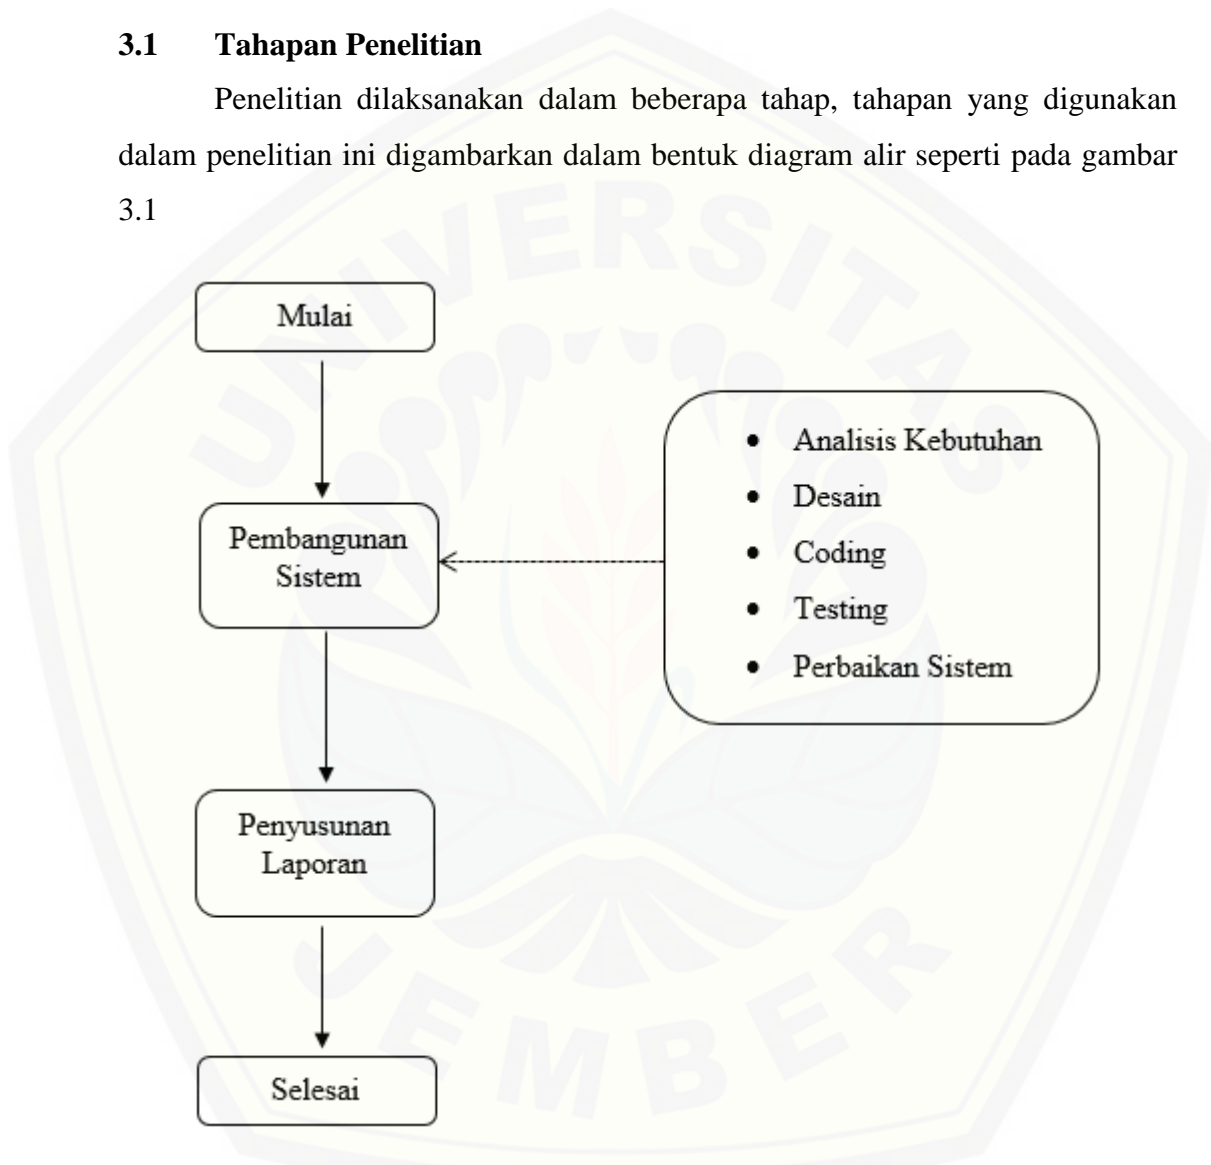 3.1 Tahapan Penelitian
Penelitian dilaksanakan dalam beberapa tahap, tahapan yang digunakan
dalam penelitian ini digambarkan dalam bentuk diagram alir seperti pada gambar
3.1
UNIVERSITAS
Mulai
Pembangunan
Sistem
• Analisis Kebutuhan
• Desain
• Coding
• Testing
• Perbaikan Sistem
Penyusunan
Laporan
Selesai
JEMBER